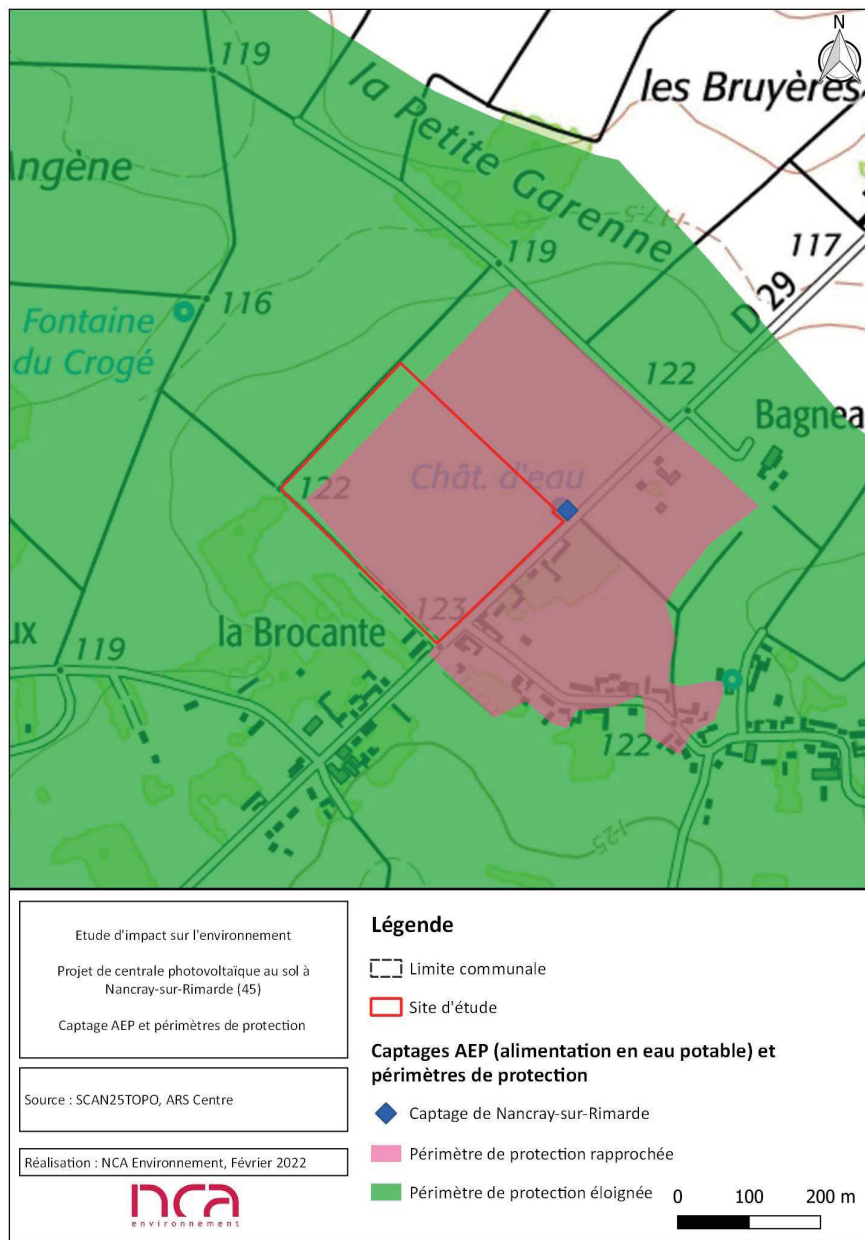 N
119
la Petite Garenne
les Bruyères
Angène
117,5
119
117
116
D 29
Fontaine
du Crogé
122
Bagnea
Chât. d'eau
122
123
la Brocante
ux
119
122
125
Etude d'impact sur l'environnement
Projet de centrale photovoltaïque au sol à
Nancray-sur-Rimarde (45)
Captage AEP et périmètres de protection
Source : SCAN25TOPO, ARS Centre
Réalisation : NCA Environnement, Février 2022
nca
environnement
Légende
Limite communale
Site d'étude
Captages AEP (alimentation en eau potable) et
périmètres de protection
Captage de Nancray-sur-Rimarde
Périmètre de protection rapprochée
Périmètre de protection éloignée
0 100 200 m